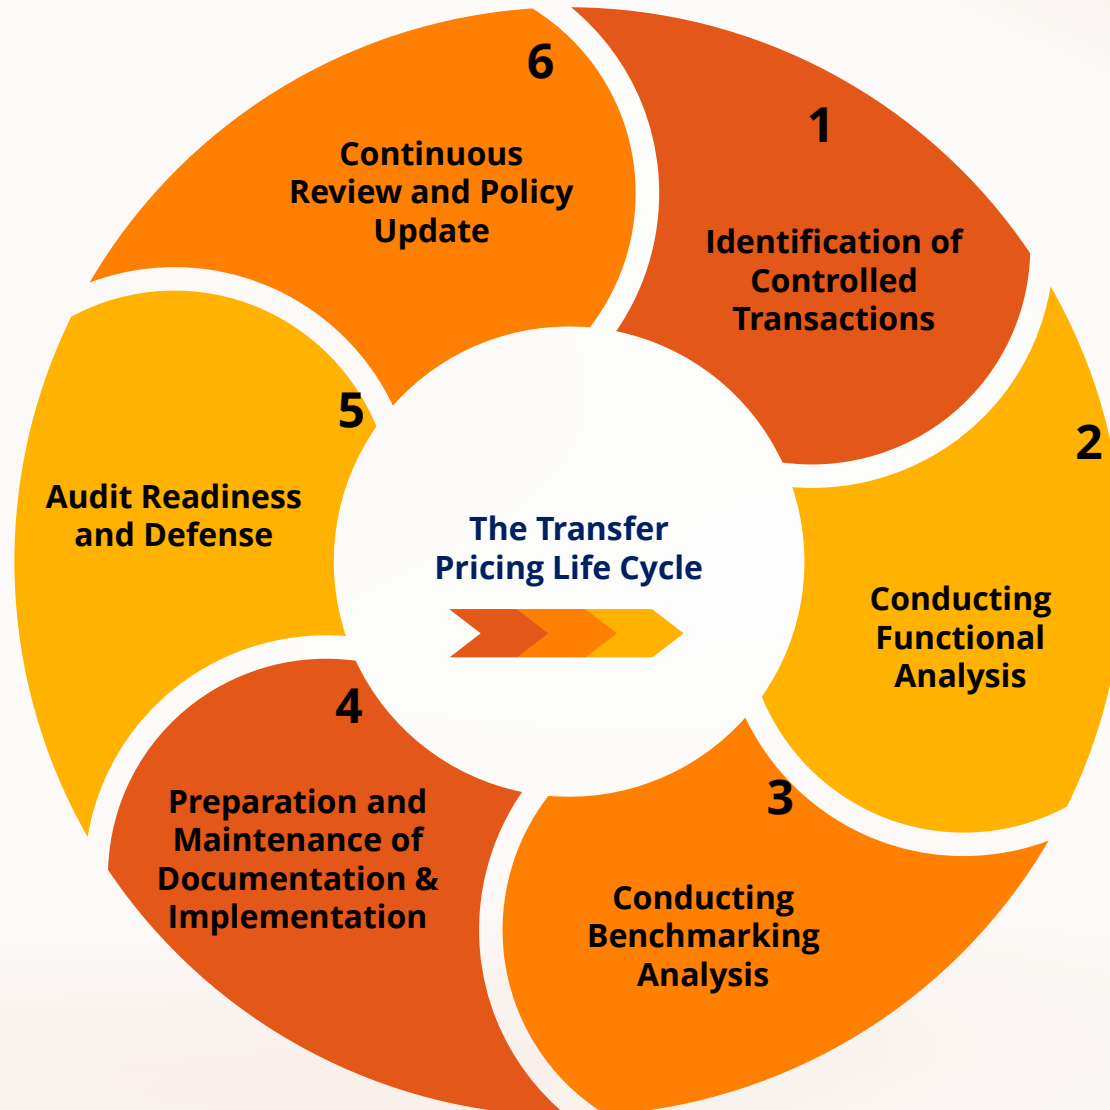 The Transfer
Pricing Life Cycle
1
Identification of
Controlled
Transactions
2
Conducting
Functional
Analysis
3
Conducting
Benchmarking
Analysis
4
Preparation and
Maintenance of
Documentation &
Implementation
5
Audit Readiness
and Defense
6
Continuous
Review and Policy
Update